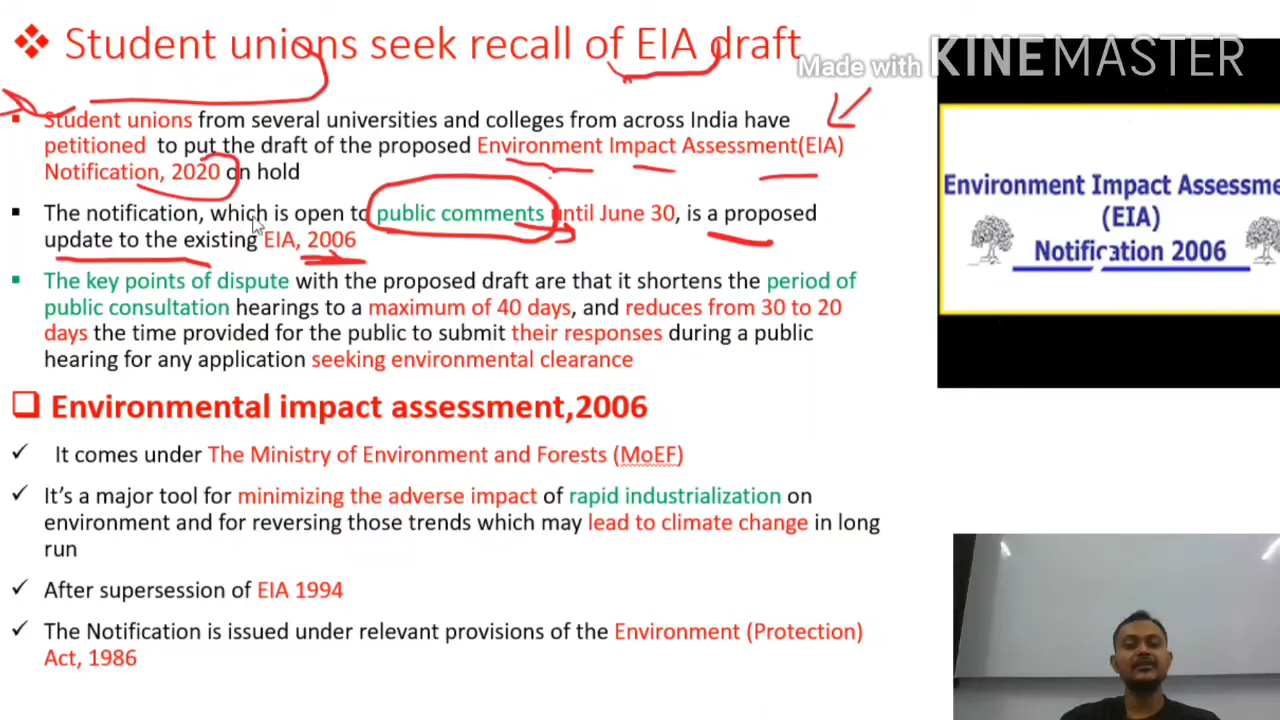 ❖ Student unions seek recall of EIA draft
Made with KINEMASTER
▪ Student unions from several universities and colleges from across India have
petitioned to put the draft of the proposed Environment Impact Assessment(EIA)
Notification, 2020 on hold
▪ The notification, which is open to public comments until June 30, is a proposed
update to the existing EIA, 2006
▪ The key points of dispute with the proposed draft are that it shortens the period of
public consultation hearings to a maximum of 40 days, and reduces from 30 to 20
days the time provided for the public to submit their responses during a public
hearing for any application seeking environmental clearance
❑ Environmental impact assessment,2006
✓ It comes under The Ministry of Environment and Forests (MoEF)
✓ It's a major tool for minimizing the adverse impact of rapid industrialization on
environment and for reversing those trends which may lead to climate change in long
run
✓ After supersession of EIA 1994
✓ The Notification is issued under relevant provisions of the Environment (Protection)
Act, 1986
Environment Impact Assessme
(EIA)
Notification 2006